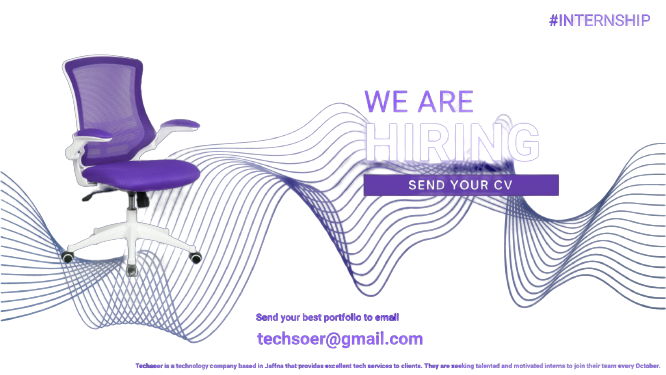 #INTERNSHIP
WE ARE
HIRING
SEND YOUR CV
Send your best portfolio to email
techsoer@gmail.com
Techsoer is a technology company based in Jaffna that provides excellent tech services to clients. They are seeking talented and motivated interns to join their team every October.